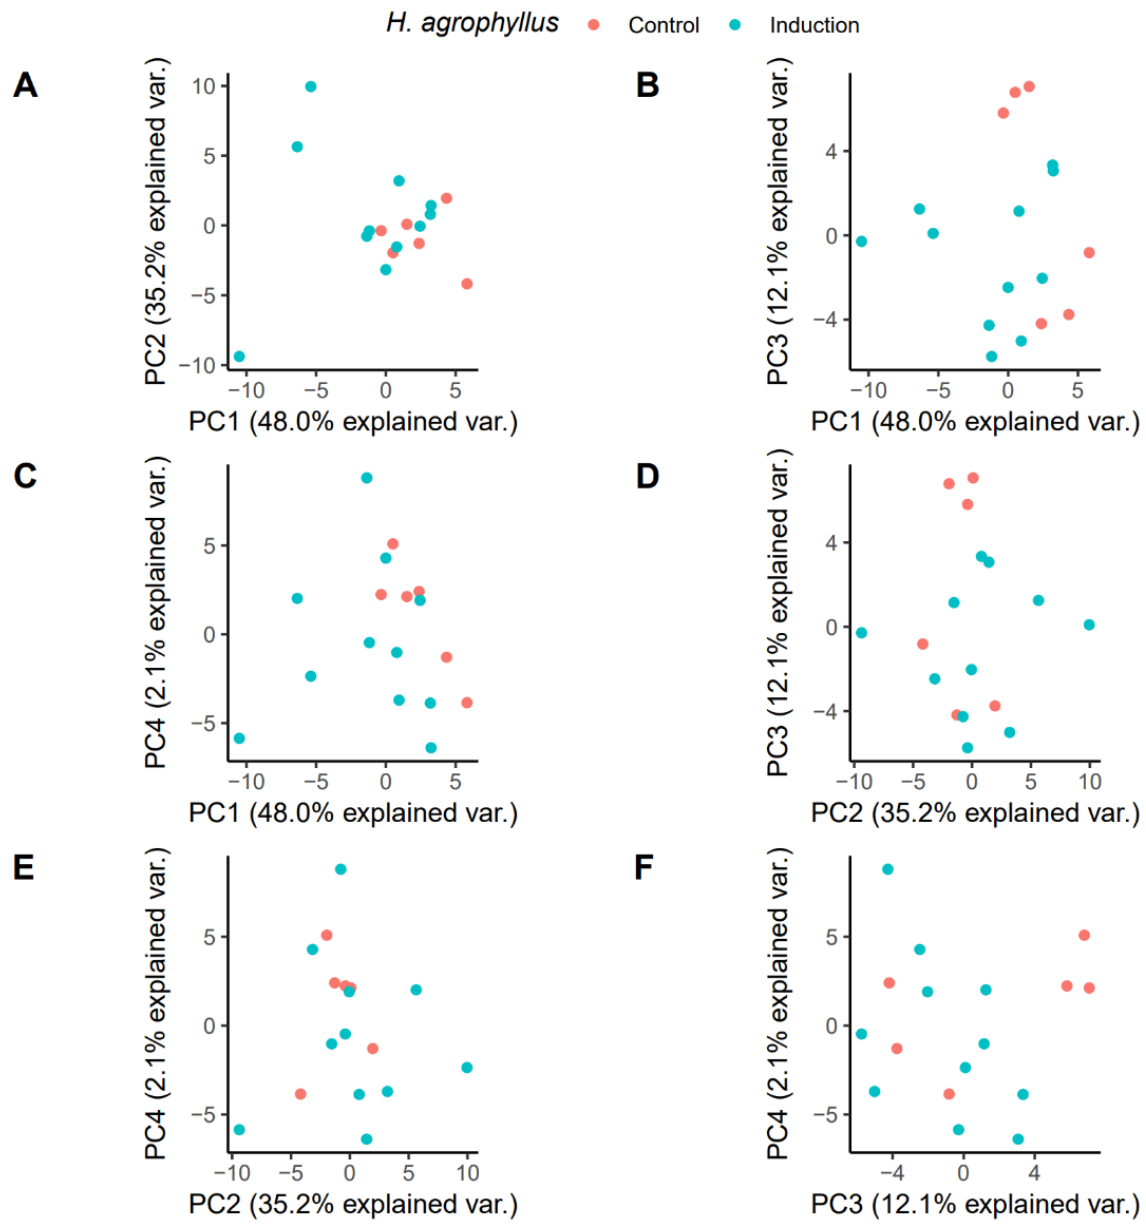 H. agrophyllus Control Induction
A
PC2 (35.2% explained var.)
10
5
0
−5
−10
−10 −5 0 5
PC1 (48.0% explained var.)
B
PC3 (12.1% explained var.)
4
0
−4
−10 −5 0 5
PC1 (48.0% explained var.)
C
PC4 (2.1% explained var.)
5
0
−5
−10 −5 0 5
PC1 (48.0% explained var.)
D
PC3 (12.1% explained var.)
4
0
−4
−10 −5 0 5 10
PC2 (35.2% explained var.)
E
PC4 (2.1% explained var.)
5
0
−5
−10 −5 0 5 10
PC2 (35.2% explained var.)
F
PC4 (2.1% explained var.)
5
0
−5
−4 0 4
PC3 (12.1% explained var.)